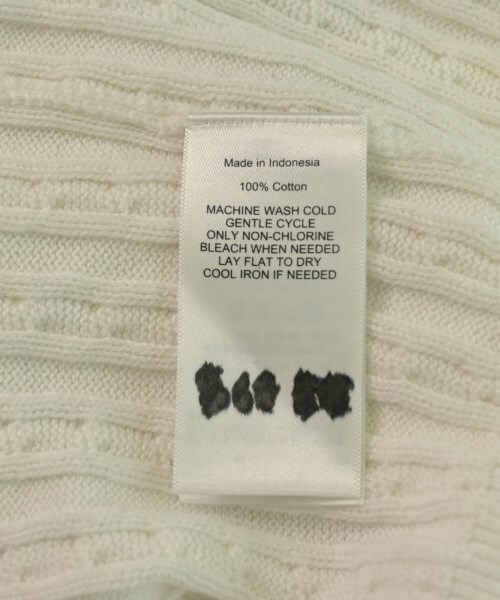 Made in Indonesia
100% Cotton
MACHINE WASH COLD
GENTLE CYCLE
ONLY NON-CHLORINE
BLEACH WHEN NEEDED
LAY FLAT TO DRY
COOL IRON IF NEEDED